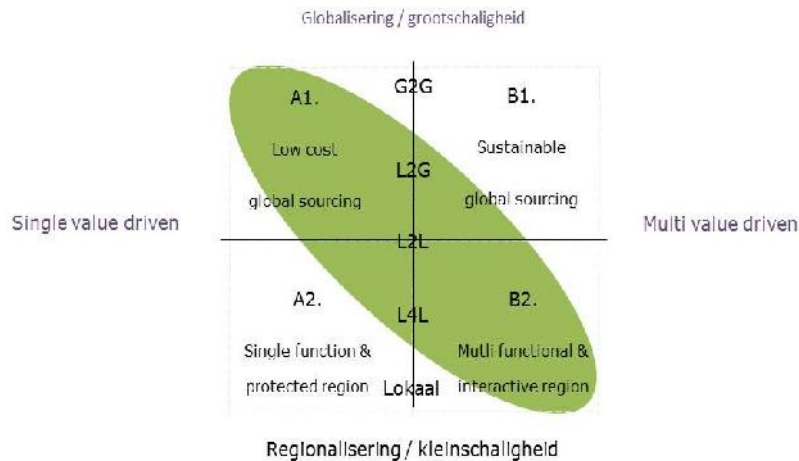 Globalisering / grootschaligheid
G2G
A1.
B1.
Low cost
Sustainable
L2G
global sourcing
global sourcing
Single value driven
Multi value driven
L2L
A2.
B2.
L4L
Single function &
Mutli functional &
protected region
Lokaal
interactive region
Regionalisering / kleinschaligheid